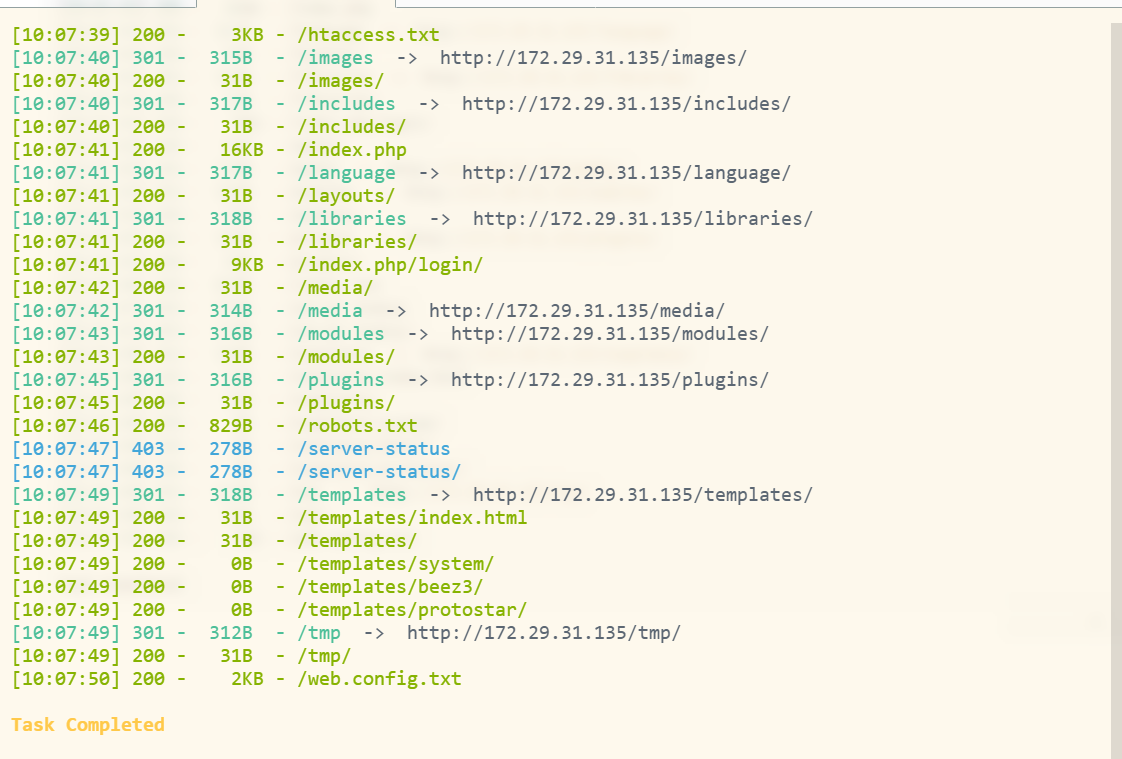 [10:07:39] 200 -    3KB - /htaccess.txt
[10:07:40] 301 -  315B  - /images  ->  http://172.29.31.135/images/
[10:07:40] 200 -   31B  - /images/
[10:07:40] 301 -  317B  - /includes  ->  http://172.29.31.135/includes/
[10:07:40] 200 -   31B  - /includes/
[10:07:41] 200 -   16KB - /index.php
[10:07:41] 301 -  317B  - /language  ->  http://172.29.31.135/language/
[10:07:41] 200 -   31B  - /layouts/
[10:07:41] 301 -  318B  - /libraries  ->  http://172.29.31.135/libraries/
[10:07:41] 200 -   31B  - /libraries/
[10:07:41] 200 -    9KB - /index.php/login/
[10:07:42] 200 -   31B  - /media/
[10:07:42] 301 -  314B  - /media  ->  http://172.29.31.135/media/
[10:07:43] 301 -  316B  - /modules  ->  http://172.29.31.135/modules/
[10:07:43] 200 -   31B  - /modules/
[10:07:45] 301 -  316B  - /plugins  ->  http://172.29.31.135/plugins/
[10:07:45] 200 -   31B  - /plugins/
[10:07:46] 200 -  829B  - /robots.txt
[10:07:47] 403 -  278B  - /server-status
[10:07:47] 403 -  278B  - /server-status/
[10:07:49] 301 -  318B  - /templates  ->  http://172.29.31.135/templates/
[10:07:49] 200 -   31B  - /templates/index.html
[10:07:49] 200 -   31B  - /templates/
[10:07:49] 200 -    0B  - /templates/system/
[10:07:49] 200 -    0B  - /templates/beez3/
[10:07:49] 200 -    0B  - /templates/protostar/
[10:07:49] 301 -  312B  - /tmp  ->  http://172.29.31.135/tmp/
[10:07:49] 200 -   31B  - /tmp/
[10:07:50] 200 -    2KB - /web.config.txt
Task Completed